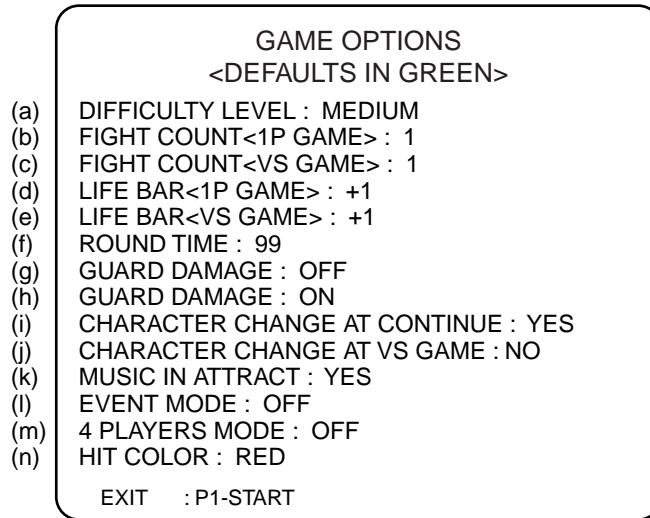 GAME OPTIONS
<DEFAULTS IN GREEN>
(a) DIFFICULTY LEVEL : MEDIUM
(b) FIGHT COUNT<1P GAME> : 1
(c) FIGHT COUNT<VS GAME> : 1
(d) LIFE BAR<1P GAME> : +1
(e) LIFE BAR<VS GAME> : +1
(f) ROUND TIME : 99
(g) GUARD DAMAGE : OFF
(h) GUARD DAMAGE : ON
(i) CHARACTER CHANGE AT CONTINUE : YES
(j) CHARACTER CHANGE AT VS GAME : NO
(k) MUSIC IN ATTRACT : YES
(l) EVENT MODE : OFF
(m) 4 PLAYERS MODE : OFF
(n) HIT COLOR : RED
EXIT : P1-START